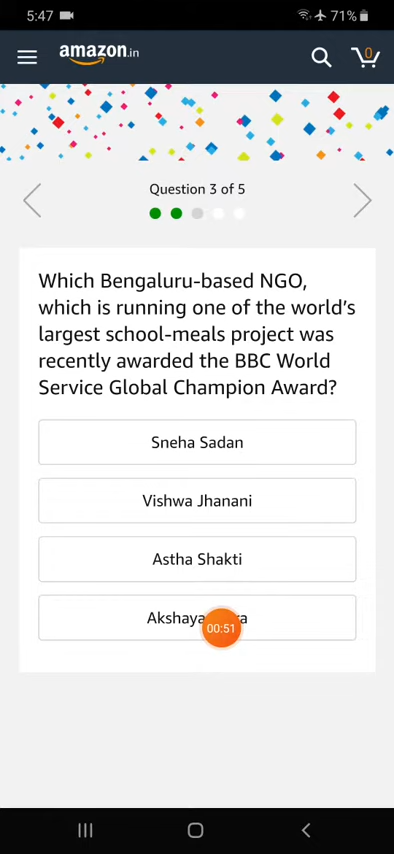 5:47 71%
amazon.in 0
Question 3 of 5
Which Bengaluru-based NGO,
which is running one of the world's
largest school-meals project was
recently awarded the BBC World
Service Global Champion Award?
Sneha Sadan
Vishwa Jhanani
Astha Shakti
00:51